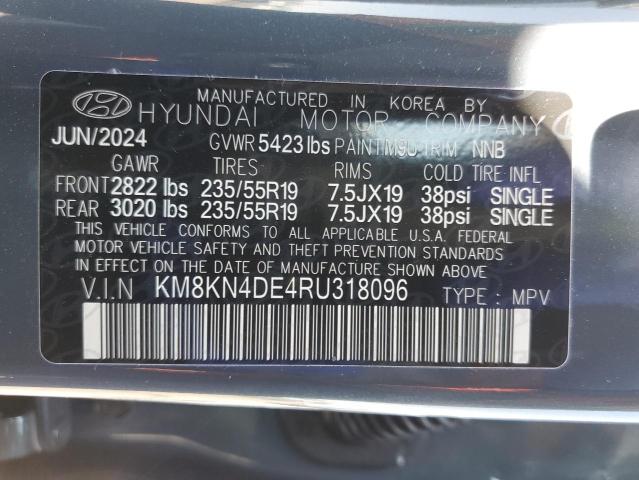 MANUFACTURED IN KOREA BY
HYUNDAI MOTOR COMPANY
JUN/2024 GVWR 5423 lbs PAINT M9U TRIM NNB
GAWR TIRES RIMS COLD TIRE INFL
FRONT 2822 lbs 235/55R19 7.5JX19 38psi SINGLE
REAR 3020 lbs 235/55R19 7.5JX19 38psi SINGLE
THIS VEHICLE CONFORMS TO ALL APPLICABLE U.S.A. FEDERAL
MOTOR VEHICLE SAFETY AND THEFT PREVENTION STANDARDS
IN EFFECT ON THE DATE OF MANUFACTURE SHOWN ABOVE
V.I.N KM8KN4DE4RU318096 TYPE : MPV